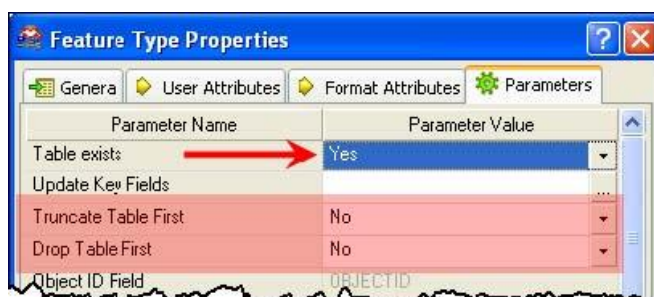 Feature Type Properties
Genera User Attributes Format Attributes Parameters
Parameter Name Parameter Value
Table exists Yes
Update Key Fields ...
Truncate Table First No
Drop Table First No
Object ID Field OBJECTID